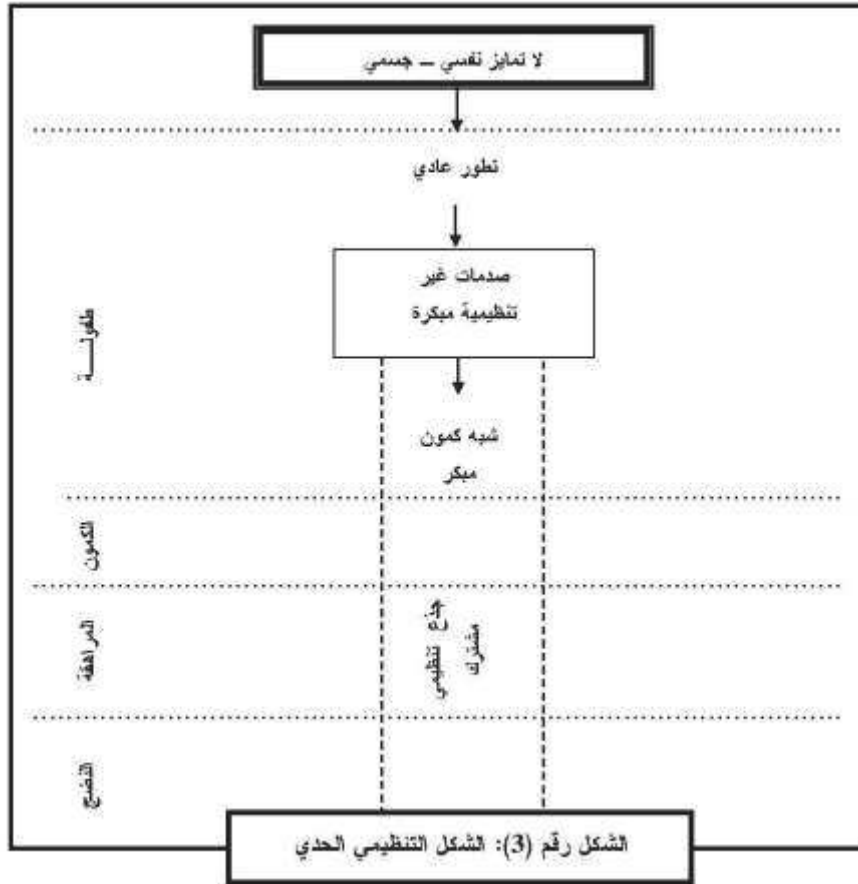 لا تمايز نفسي – جسمي
تطور عادي
صدمات غير
تنظيمية مبكرة
طفولـــــة
شبه كمون
مبكر
الكمون
جذع تنظيمي
مشترك
المراهقة
النضج
الشكل رقم (3): الشكل التنظيمي الحدي